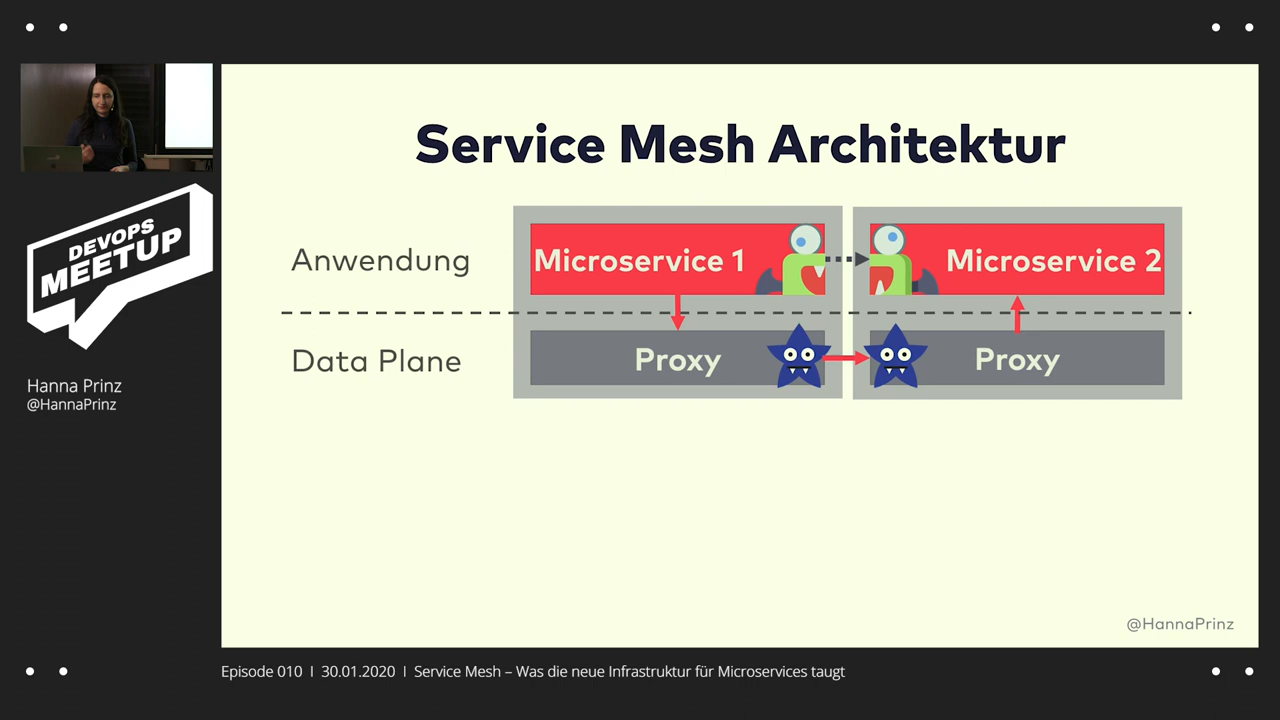 DEVOPS
MEETUP
Hanna Prinz
@HannaPrinz
Service Mesh Architektur
Anwendung
Microservice 1
Microservice 2
Data Plane
Proxy
Proxy
@HannaPrinz
Episode 010 I 30.01.2020 I Service Mesh – Was die neue Infrastruktur für Microservices taugt